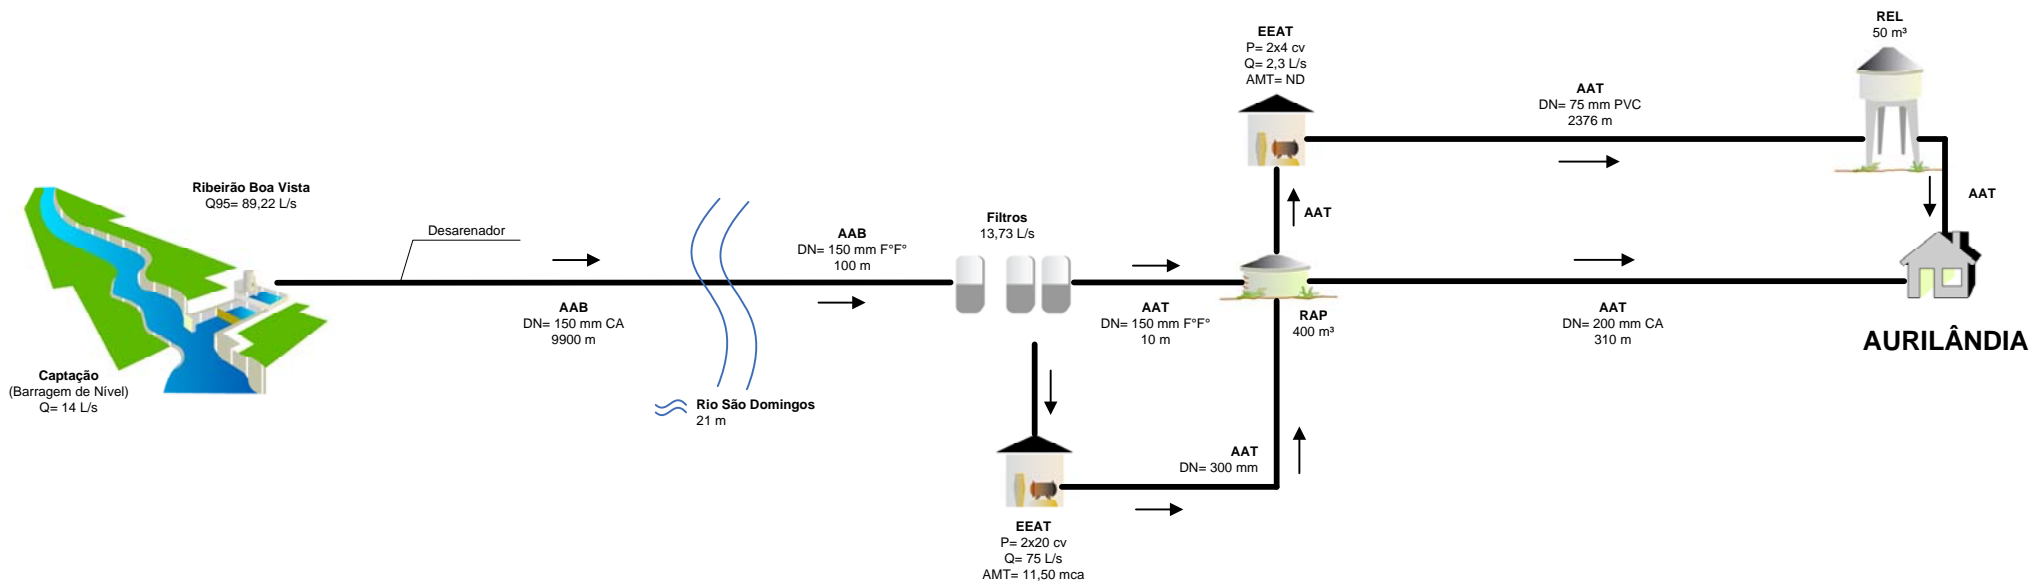 REL
50 m³
EEAT
P= 2x4 cv
Q= 2,3 L/s
AMT= ND
AAT
DN= 75 mm PVC
2376 m
Ribeirão Boa Vista
Q95= 89,22 L/s
AAT
AAT
Filtros
13,73 L/s
Desarenador
AAB
DN= 150 mm F°F°
100 m
AAB
DN= 150 mm CA
9900 m
AAT
DN= 150 mm F°F°
10 m
RAP
400 m³
AAT
DN= 200 mm CA
310 m
AURILÂNDIA
Captação
(Barragem de Nível)
Q= 14 L/s
Rio São Domingos
21 m
AAT
DN= 300 mm
EEAT
P= 2x20 cv
Q= 75 L/s
AMT= 11,50 mca